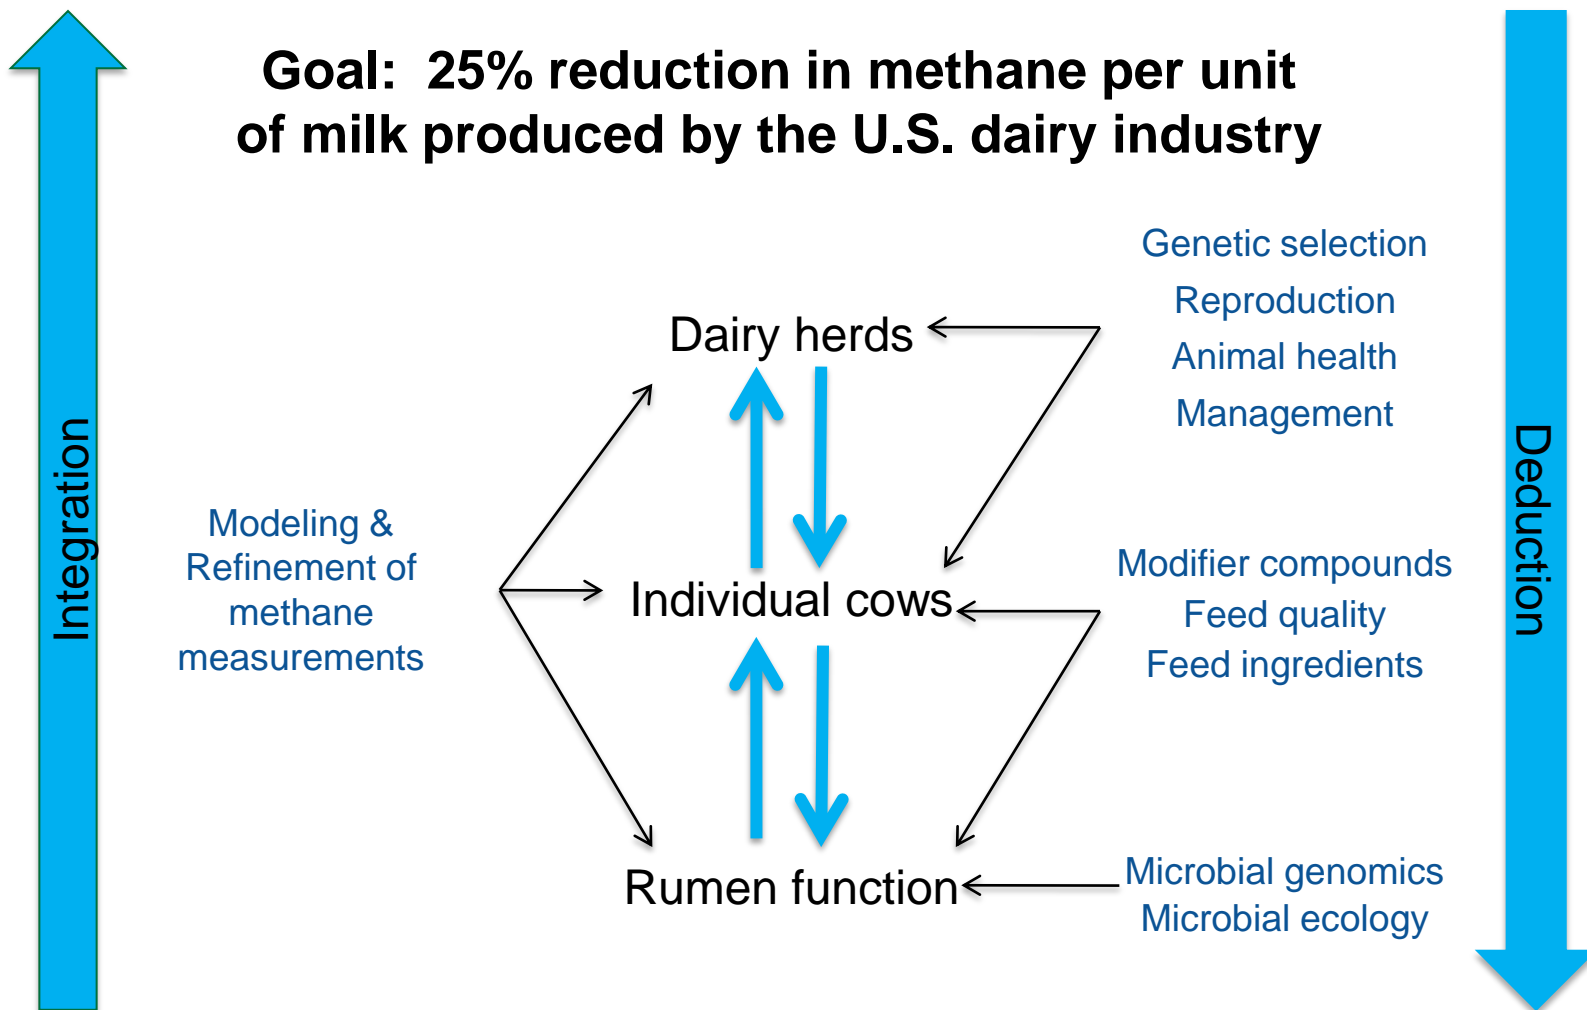 Goal:  25% reduction in methane per unit
of milk produced by the U.S. dairy industry
Integration
Modeling &
Refinement of
methane
measurements
Dairy herds
Individual cows
Rumen function
Genetic selection
Reproduction
Animal health
Management
Modifier compounds
Feed quality
Feed ingredients
Microbial genomics
Microbial ecology
Deduction